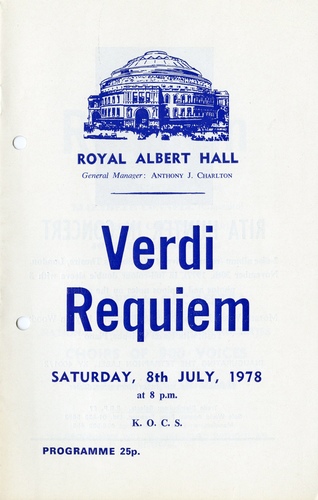 ROYAL ALBERT HALL
General Manager: ANTHONY J. CHARLTON
Verdi
Requiem
SATURDAY, 8th JULY, 1978
at 8 p.m.
K. O. C. S.
PROGRAMME 25p.